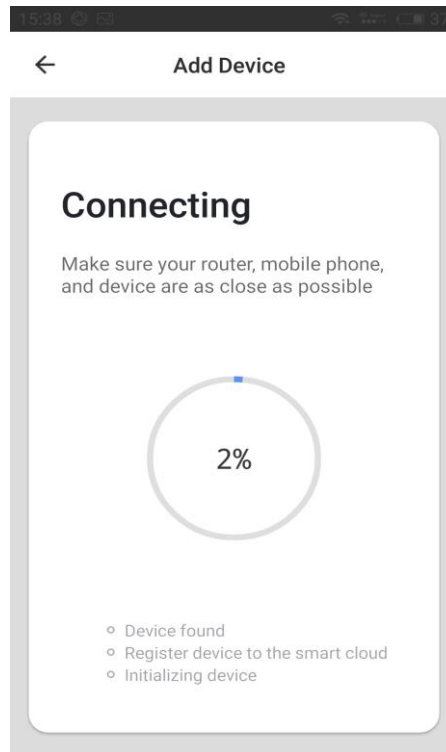 15:38
37
Add Device
Connecting
Make sure your router, mobile phone,
and device are as close as possible
2%
Device found
Register device to the smart cloud
Initializing device